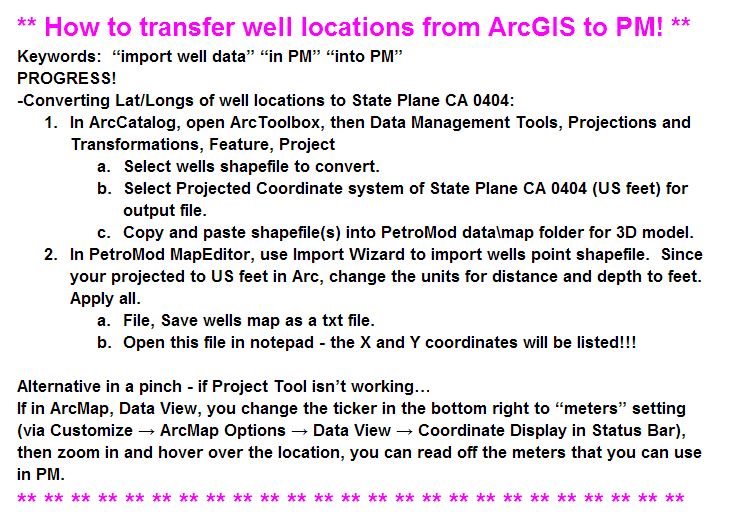 ** How to transfer well locations from ArcGIS to PM! **
Keywords:  “import well data” “in PM” “into PM”
PROGRESS!
-Converting Lat/Longs of well locations to State Plane CA 0404:
1.  In ArcCatalog, open ArcToolbox, then Data Management Tools, Projections and
Transformations, Feature, Project
a.  Select wells shapefile to convert.
b.  Select Projected Coordinate system of State Plane CA 0404 (US feet) for
output file.
c.  Copy and paste shapefile(s) into PetroMod data\map folder for 3D model.
2.  In PetroMod MapEditor, use Import Wizard to import wells point shapefile.  Since
your projected to US feet in Arc, change the units for distance and depth to feet.
Apply all.
a.  File, Save wells map as a txt file.
b.  Open this file in notepad - the X and Y coordinates will be listed!!!
Alternative in a pinch - if Project Tool isn’t working…
If in ArcMap, Data View, you change the ticker in the bottom right to “meters” setting
(via Customize → ArcMap Options → Data View → Coordinate Display in Status Bar),
then zoom in and hover over the location, you can read off the meters that you can use
in PM.
** ** ** ** ** ** ** ** ** ** ** ** ** ** ** ** ** ** ** ** ** ** ** ** **